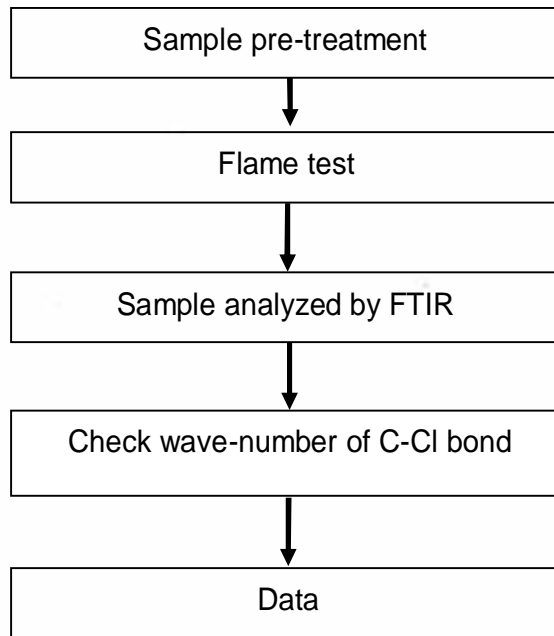 Sample pre-treatment
Flame test
Sample analyzed by FTIR
Check wave-number of C-Cl bond
Data